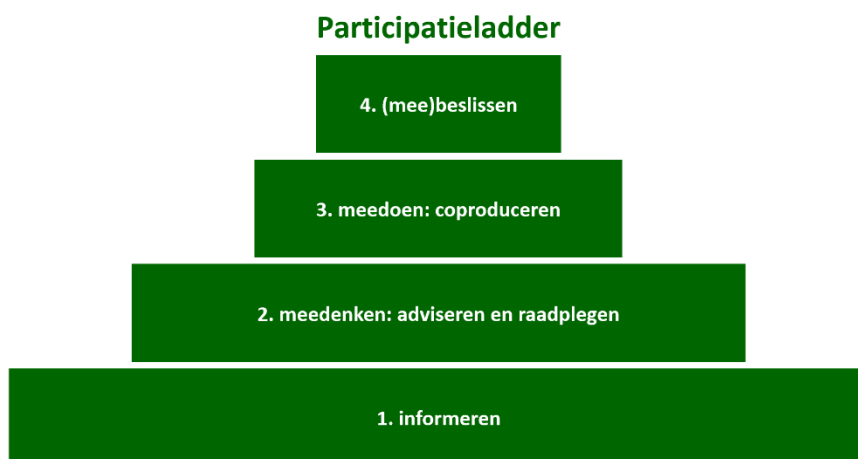 Participatieladder
4. (mee)beslissen
3. meedoen: coproduceren
2. meedenken: adviseren en raadplegen
1. informeren